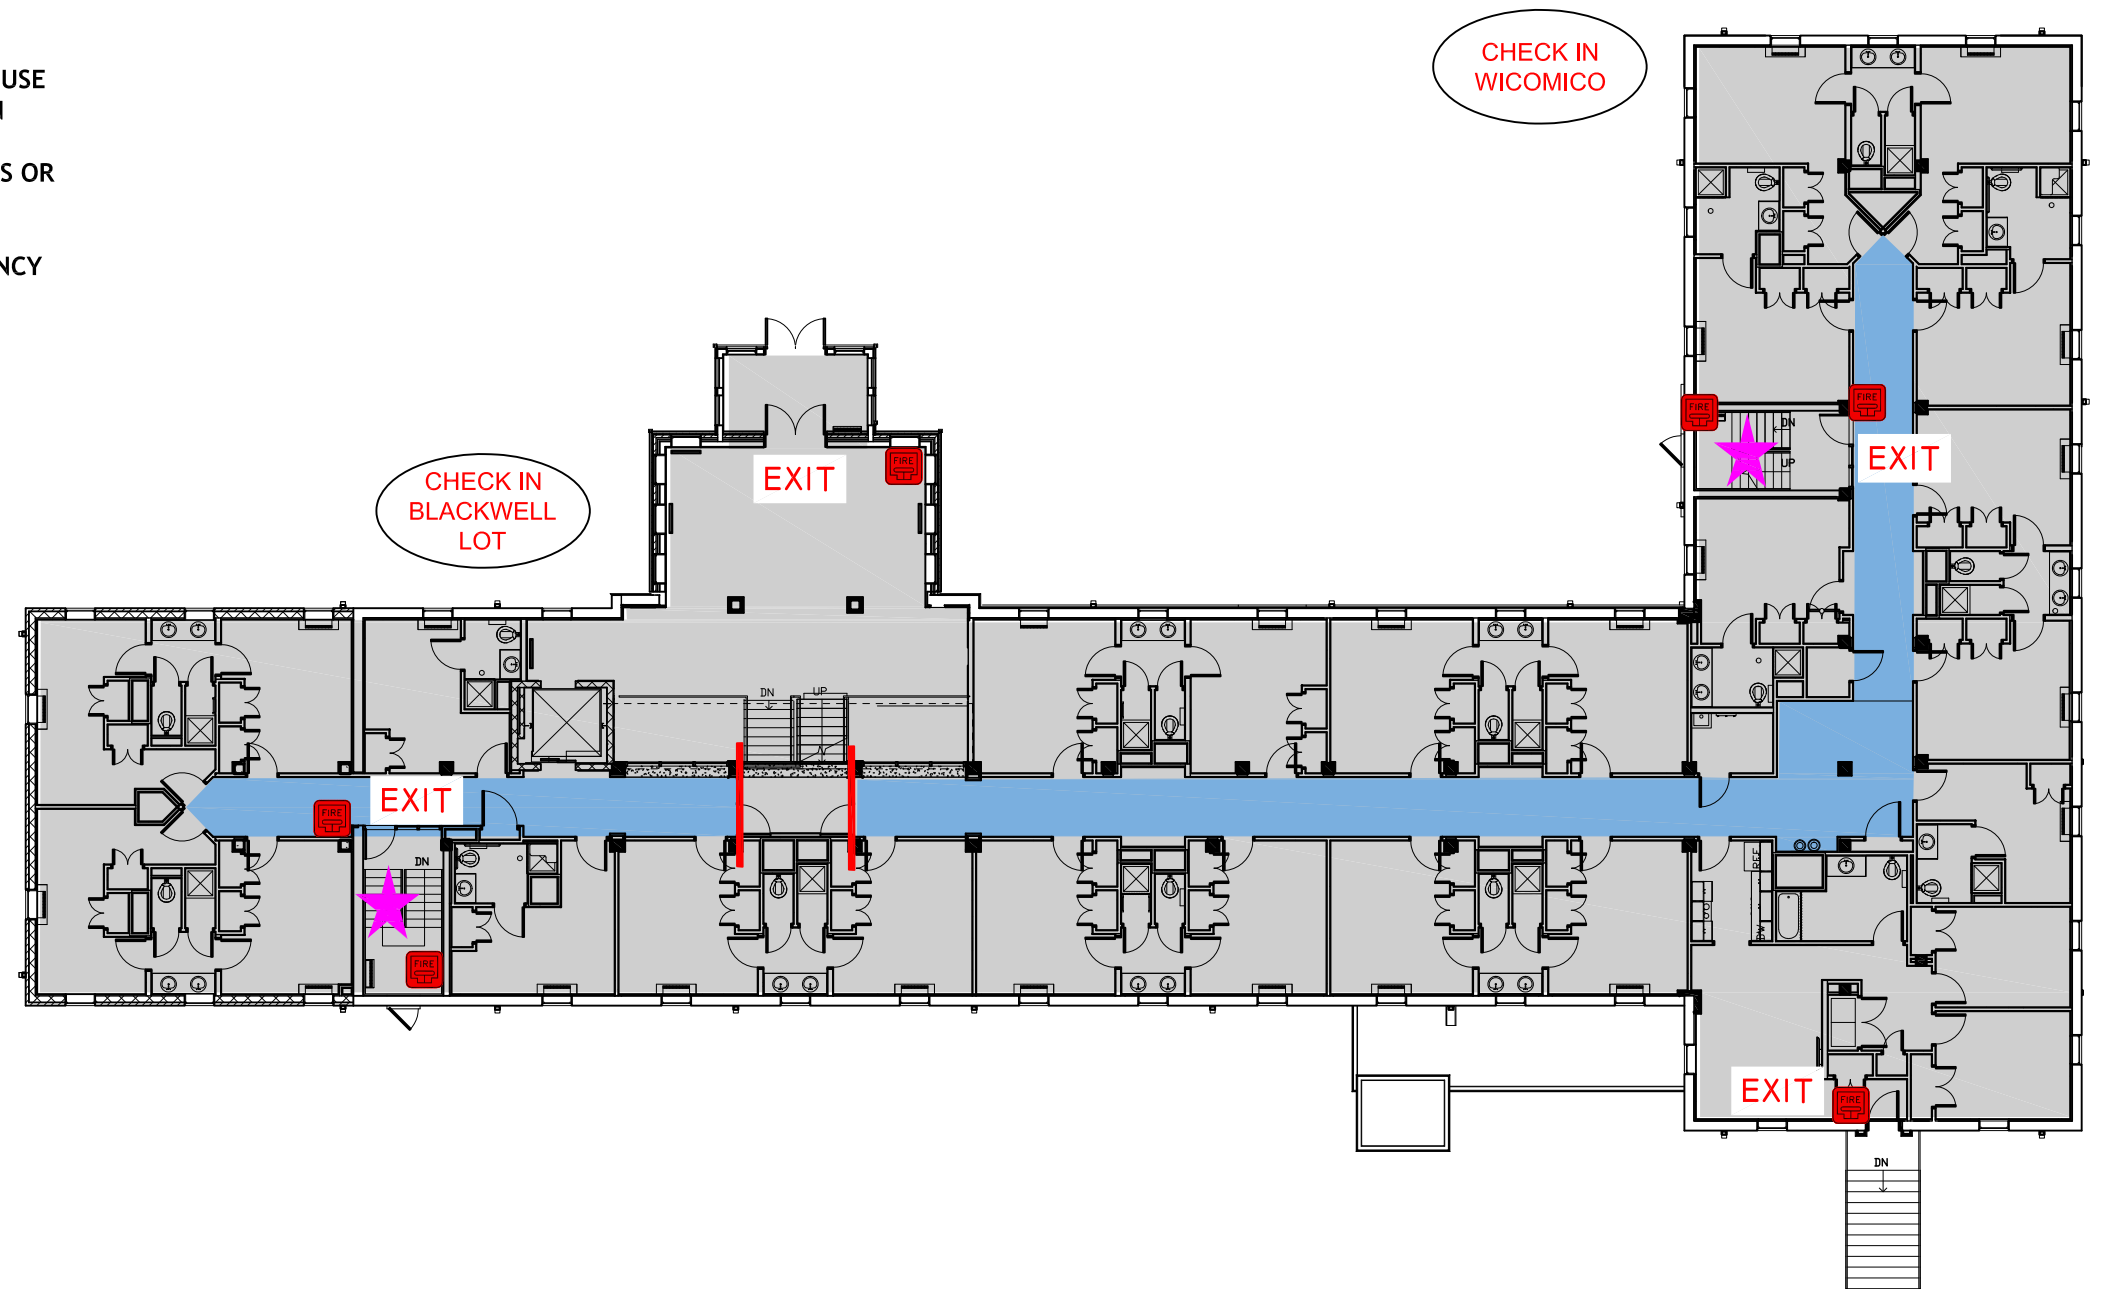 USE
N
S OR
NCY
CHECK IN
WICOMICO
CHECK IN
BLACKWELL
LOT
EXIT
FIRE
FIRE
FIRE
DN
UP
EXIT
DN
UP
EXIT
FIRE
DN
FIRE
REF
DW
EXIT
FIRE
DN